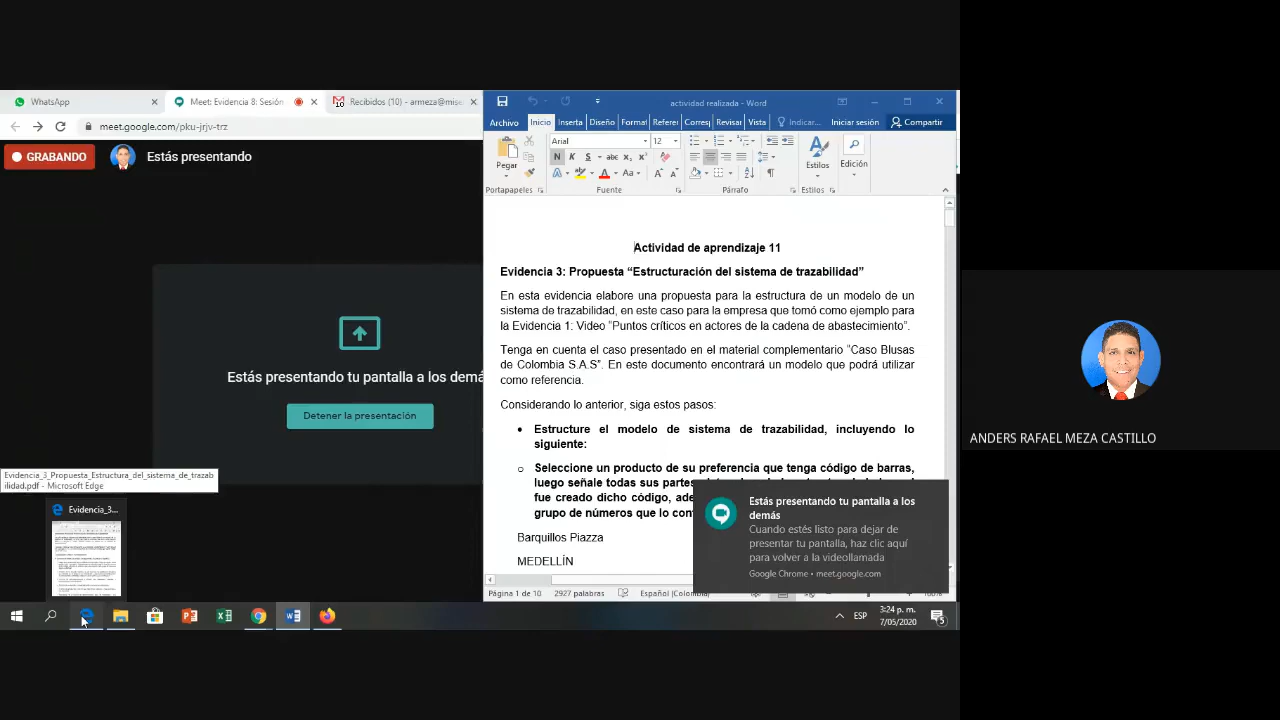 WhatsApp
Meet: Evidencia 8: Sesión
Recibidos (10) - armeza@mise
meet.google.com/pku-jrjv-trz
GRABANDO
Estás presentando
Estás presentando tu pantalla a los demá
Detener la presentación
Evidencia_3_Propuesta_Estructura_del_sistema_de_trazab
ilidad.pdf - Microsoft Edge
Evidencia_3...
actividad realizada - Word
Archivo Inicio Inserta Diseño Format Referer Corresp Revisar Vista Indicar... Iniciar sesión Compartir
Pegar
Arial 12
N K S abc x₂ x²
Aa
Estilos
Edición
Portapapeles Fuente Párrafo Estilos
Actividad de aprendizaje 11
Evidencia 3: Propuesta “Estructuración del sistema de trazabilidad”
En esta evidencia elabore una propuesta para la estructura de un modelo de un
sistema de trazabilidad, en este caso para la empresa que tomó como ejemplo para
la Evidencia 1: Video “Puntos críticos en actores de la cadena de abastecimiento”.
Tenga en cuenta el caso presentado en el material complementario “Caso Blusas
de Colombia S.A.S”. En este documento encontrará un modelo que podrá utilizar
como referencia.
Considerando lo anterior, siga estos pasos:
• Estructure el modelo de sistema de trazabilidad, incluyendo lo
siguiente:
o Seleccione un producto de su preferencia que tenga código de barras,
luego señale todas sus partes
fue creado dicho código, ade
grupo de números que lo con
Barquillos Piazza
MEDELLÍN
Estás presentando tu pantalla a los
demás
Cuando estés listo para dejar de
presentar tu pantalla, haz clic aquí
para volver a la videollamada
Google Chrome • meet.google.com
Página 1 de 10 2927 palabras Español (Colombia)
ESP
3:24 p. m.
7/05/2020
5
ANDERS RAFAEL MEZA CASTILLO